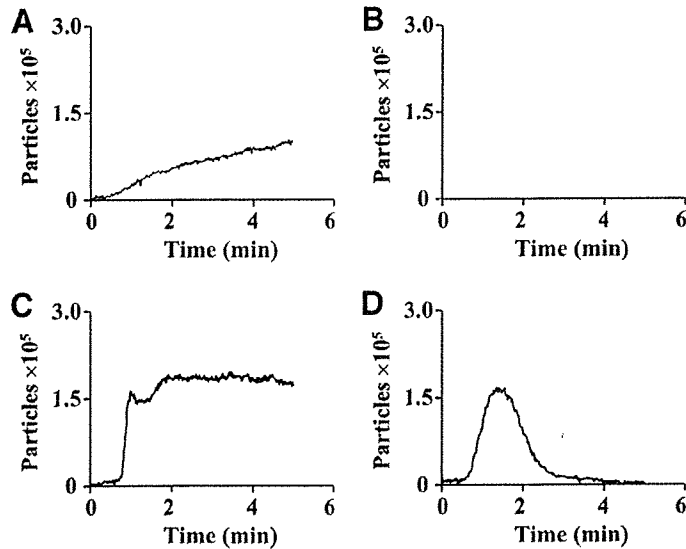 A
3.0
1.5
0
Particles ×10⁵
0 2 4 6
Time (min)
B
3.0
1.5
0
Particles ×10⁵
0 2 4 6
Time (min)
C
3.0
1.5
0
Particles ×10⁵
0 2 4 6
Time (min)
D
3.0
1.5
0
Particles ×10⁵
0 2 4 6
Time (min)